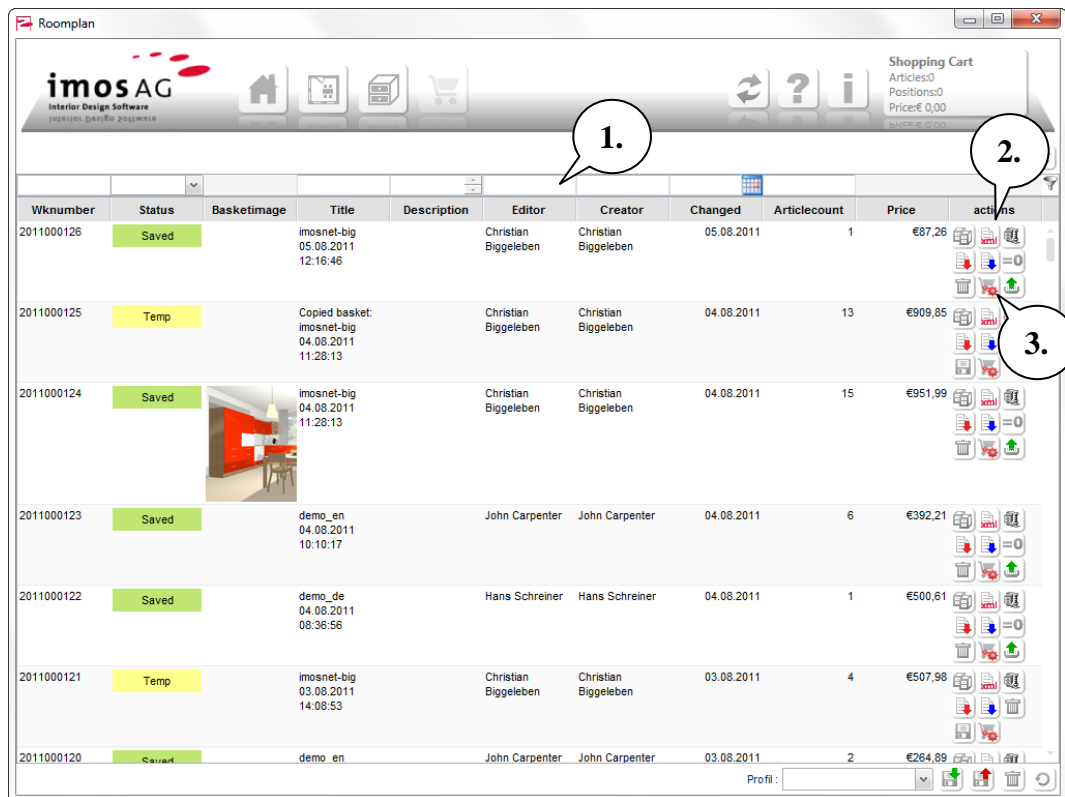 Roomplan
imos AG
Interior Design Software
Shopping Cart
Articles:0
Positions:0
Price:€ 0,00
1.
2.
Wknumber Status Basketimage Title Description Editor Creator Changed Articlecount Price actions
2011000126 Saved imosnet-big Christian Christian 05.08.2011 1 €87,26 xml
05.08.2011 Biggeleben Biggeleben
12:16:46 =0
2011000125 Temp Copied basket: Christian Christian 04.08.2011 13 €909,85 xml
imosnet-big Biggeleben Biggeleben
04.08.2011
11:28:13
3.
2011000124 Saved imosnet-big Christian Christian 04.08.2011 15 €951,99 xml
04.08.2011 Biggeleben Biggeleben
11:28:13 =0
2011000123 Saved demo_en John Carpenter John Carpenter 04.08.2011 6 €392,21 xml
04.08.2011
10:10:17 =0
2011000122 Saved demo_de Hans Schreiner Hans Schreiner 04.08.2011 1 €500,61 xml
04.08.2011
08:36:56 =0
2011000121 Temp imosnet-big Christian Christian 03.08.2011 4 €507,98 xml
03.08.2011 Biggeleben Biggeleben
14:08:53
2011000120 Saved demo_en John Carpenter John Carpenter 03.08.2011 2 €264,89
Profil :